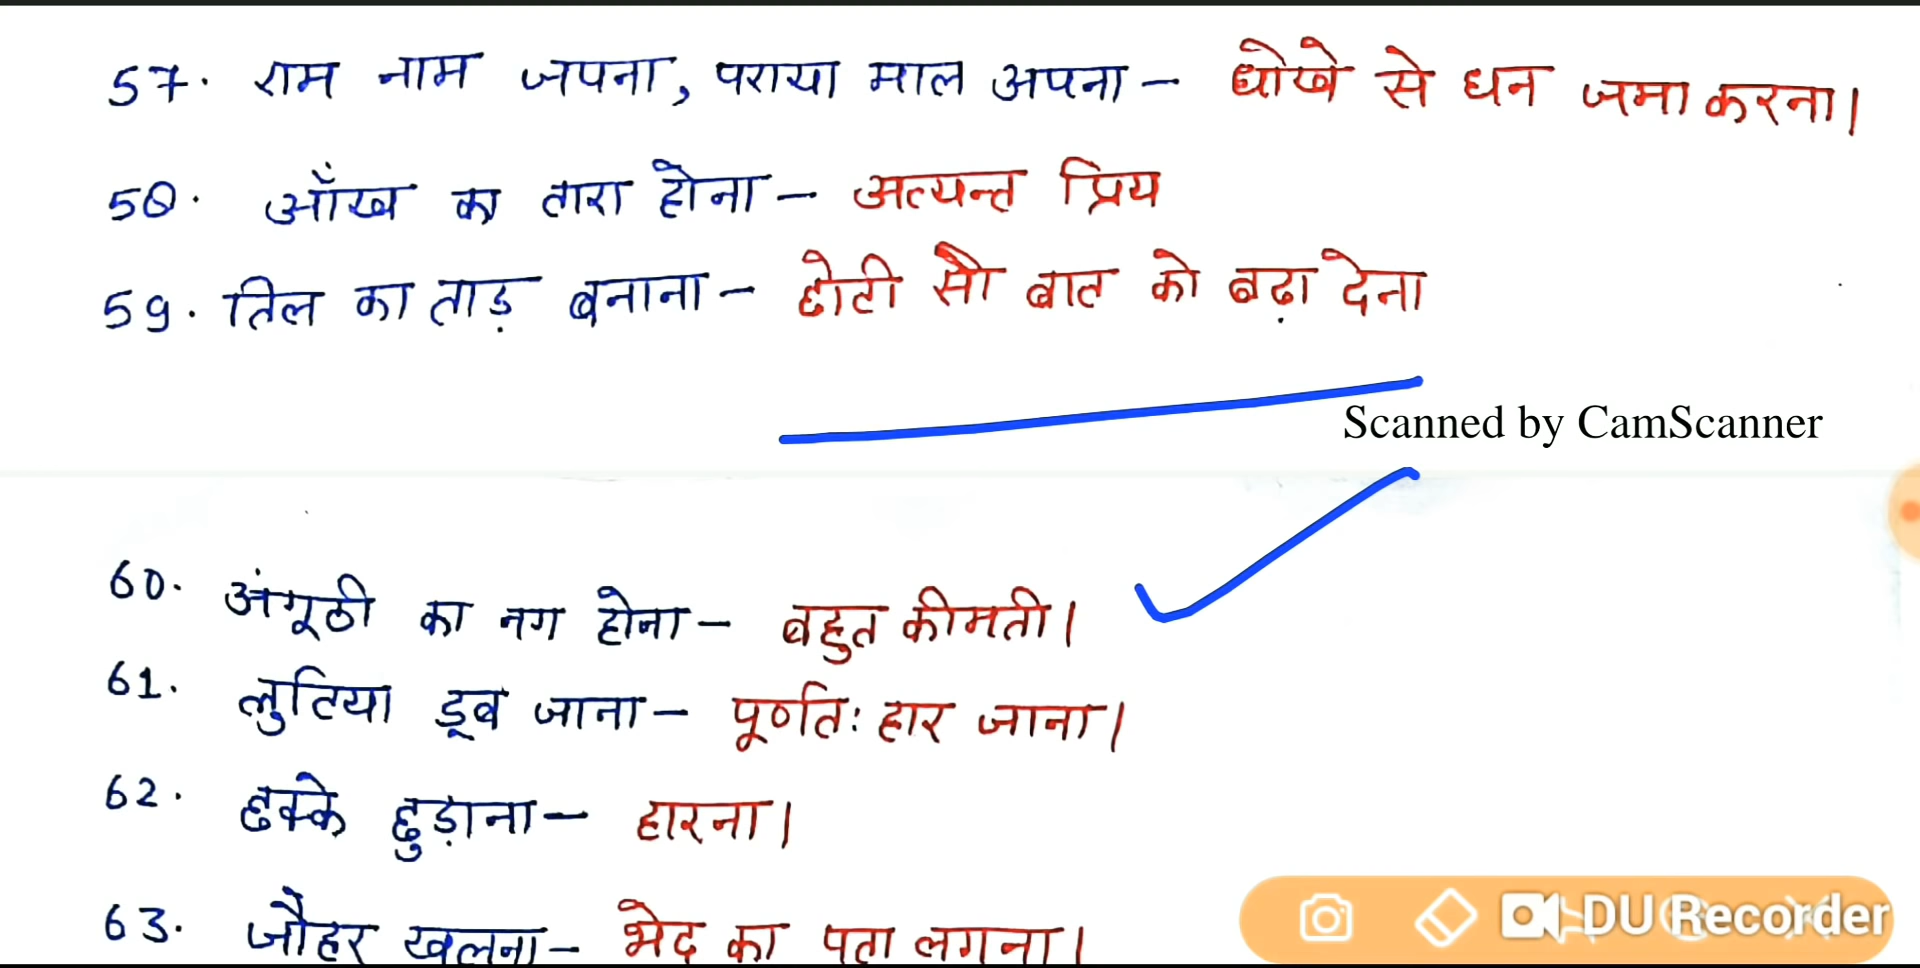 57. राम नाम जपना, पराया माल अपना - धोखे से धन जमा करना।
58. आँख का तारा होना - अत्यन्त प्रिय
59. तिल का ताड़ बनाना - छोटी सी बात को बढ़ा देना
Scanned by CamScanner
60. अंगूठी का नग होना - बहुत कीमती।
61. लुटिया डूब जाना - पूर्णतः हार जाना।
62. छक्के छुड़ाना - हारना।
63. जौहर खुलना - भेद का पता लगना।
DU Recorder